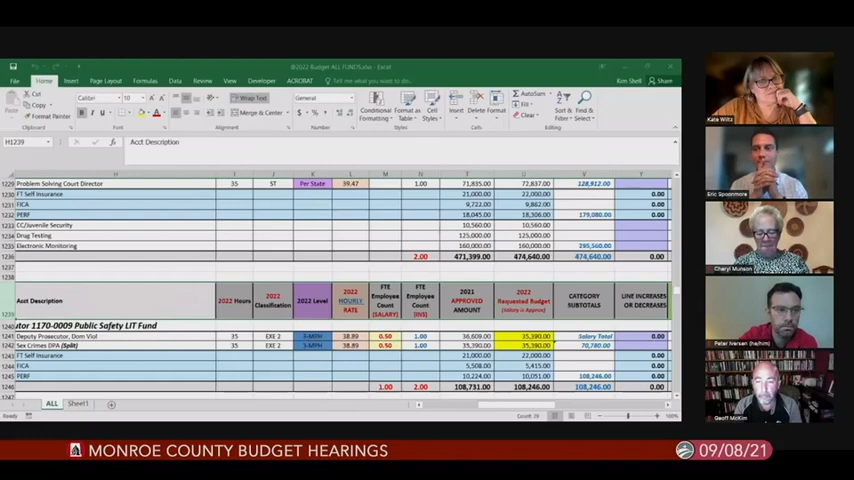 ©2022 Budget ALL FUNDS.xlsx - Excel
File Home Insert Page Layout Formulas Data Review View Developer ACROBAT Tell me what you want to do. Kim Shell Share
Cut
Copy
Paste Format Painter
Calibri 10 Wrap Text General
B I U Merge & Center $ % ,
Conditional Formatting Format as Table Cell Styles Insert Delete Format
AutoSum
Fill
Clear
Sort & Filter Find & Select
Clipboard Font Alignment Number Styles Cells Editing
H1239 Acct Description
H I J K L M N T U V Y
1229 Problem Solving Court Director 35 ST Per State 39.47 1.00 71,835.00 72,837.00 128,912.00
1230 FT Self Insurance 21,000.00 22,000.00 0.00
1231 FICA 9,722.00 9,862.00 0.00
1232 PERF 18,045.00 18,306.00 179,080.00 0.00
1233 CC/Juvenile Security 10,560.00 10,560.00
1234 Drug Testing 125,000.00 125,000.00
1235 Electronic Monitoring 160,000.00 160,000.00 295,560.00
1236 2.00 471,399.00 474,640.00 474,640.00 0.00
1237
1238
1239 Acct Description 2022 Hours 2022 Classification 2022 Level 2022 HOURLY RATE FTE Employee Count (SALARY) FTE Employee Count (INS) 2021 APPROVED AMOUNT 2022 Requested Budget (Salary is Approx) CATEGORY SUBTOTALS LINE INCREASES or DECREASES
1240 utor 1170-0009 Public Safety LIT Fund
1241 Deputy Prosecutor, Dom Viol 35 EXE 2 3-MPH 38.89 0.50 1.00 36,609.00 35,390.00 Salary Total 0.00
1242 Sex Crimes DPA (Split) 35 EXE 2 3-MPH 38.89 0.50 1.00 35,390.00 35,390.00 70,780.00
1243 FT Self Insurance 21,000.00 22,000.00 0.00
1244 FICA 5,508.00 5,415.00 0.00
1245 PERF 10,224.00 10,051.00 108,246.00 0.00
1246 1.00 2.00 108,731.00 108,246.00 108,246.00 0.00
ALL Sheet1
Ready 100%
Kate Wiltz
Eric Spoonmore
Cheryl Munson
Peter Iversen (he/him)
Geoff McKim
MONROE COUNTY BUDGET HEARINGS
09/08/21